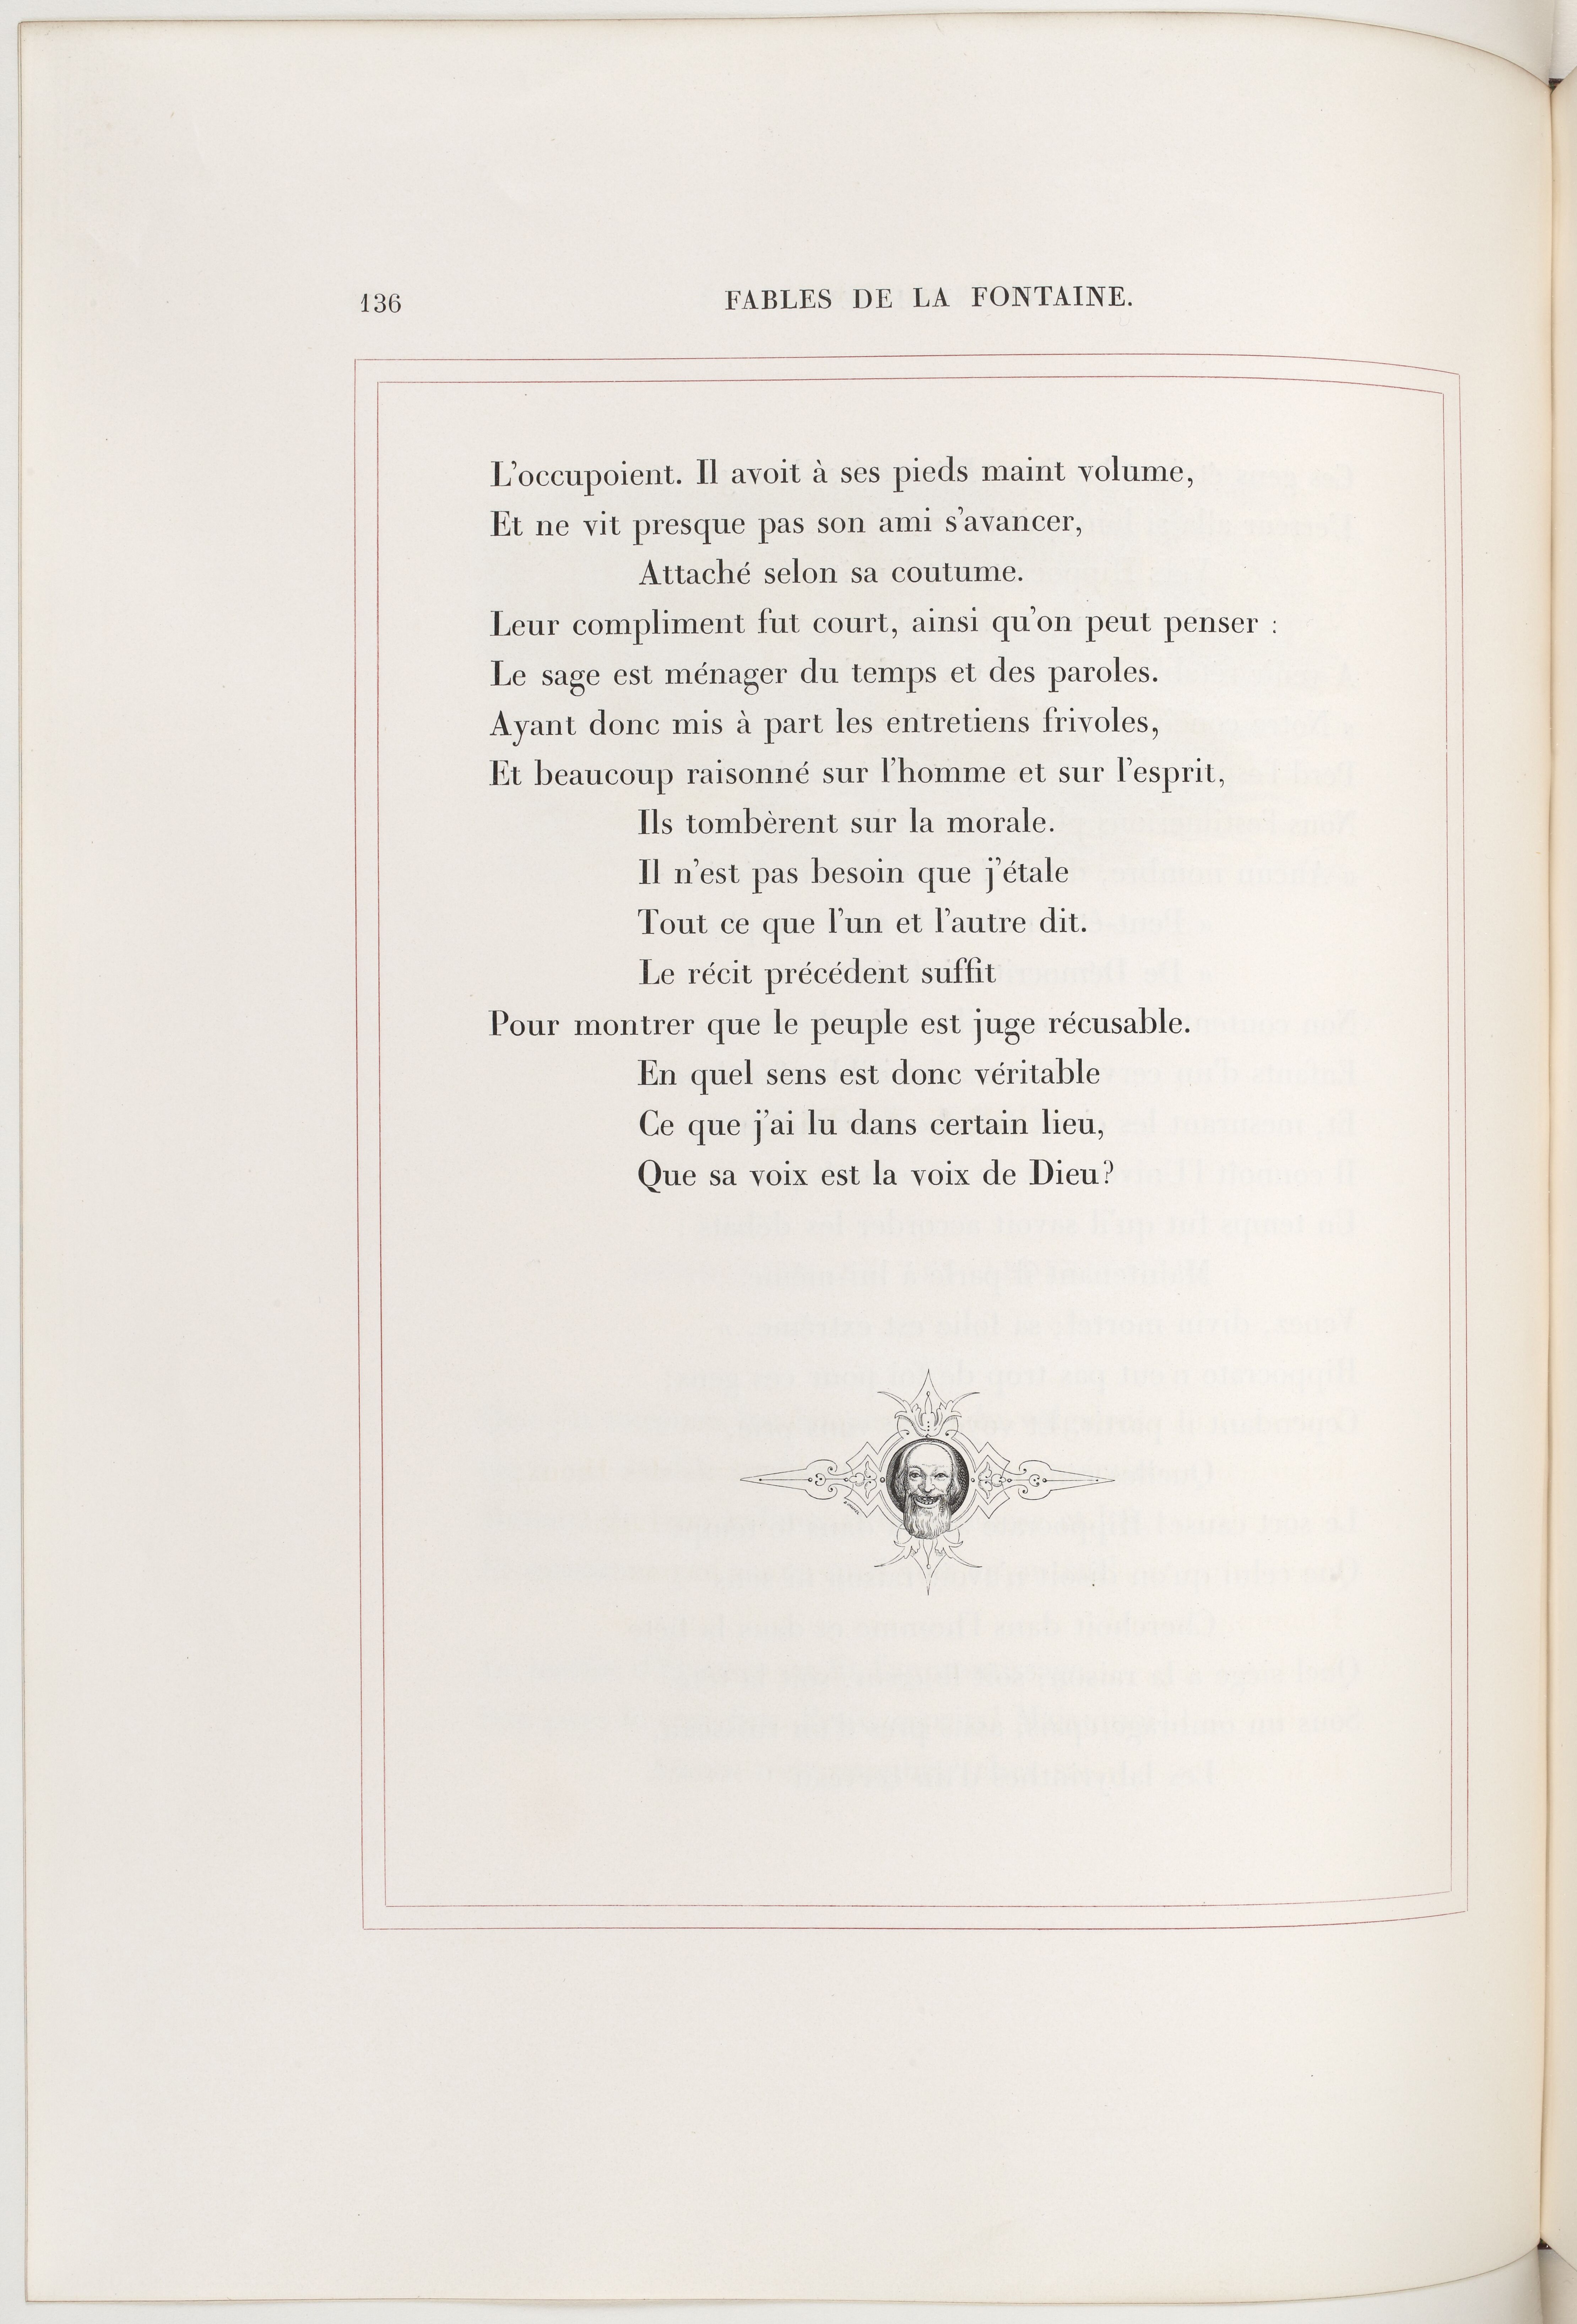 136
FABLES DE LA FONTAINE.
L'occupoient. Il avoit à ses pieds maint volume,
Et ne vit presque pas son ami s'avancer,
Attaché selon sa coutume.
Leur compliment fut court, ainsi qu'on peut penser :
Le sage est ménager du temps et des paroles.
Ayant donc mis à part les entretiens frivoles,
Et beaucoup raisonné sur l'homme et sur l'esprit,
Ils tombèrent sur la morale.
Il n'est pas besoin que j'étale
Tout ce que l'un et l'autre dit.
Le récit précédent suffit
Pour montrer que le peuple est juge récusable.
En quel sens est donc véritable
Ce que j'ai lu dans certain lieu,
Que sa voix est la voix de Dieu?